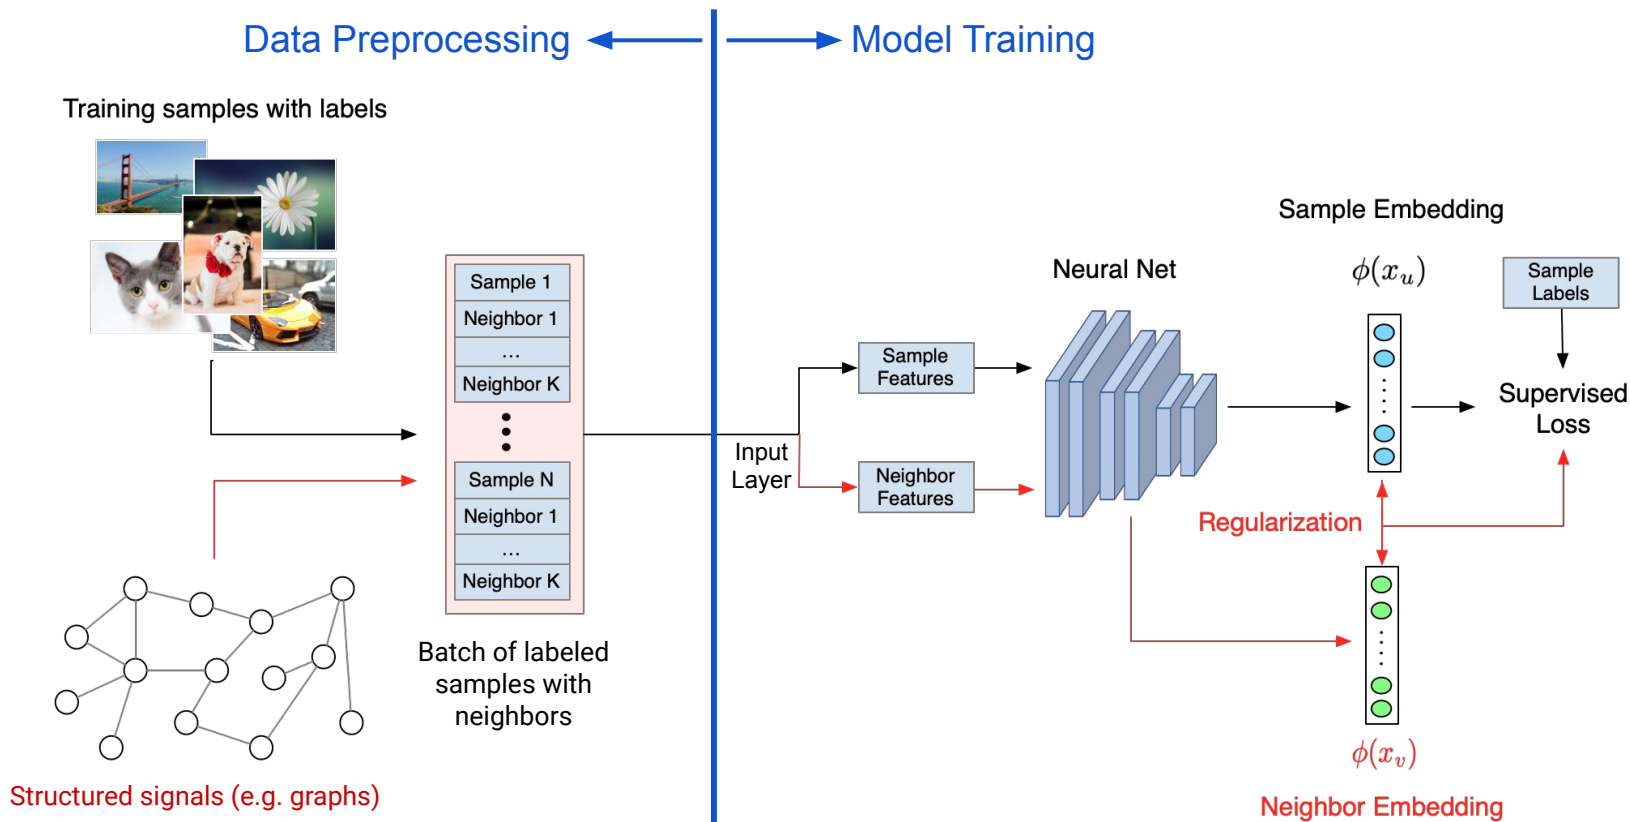 Data Preprocessing
Model Training
Training samples with labels
Sample 1
Neighbor 1
...
Neighbor K
Sample N
Neighbor 1
...
Neighbor K
Batch of labeled
samples with
neighbors
Structured signals (e.g. graphs)
Input
Layer
Sample
Features
Neighbor
Features
Neural Net
Sample Embedding
ϕ(x_u)
Sample
Labels
Supervised
Loss
Regularization
ϕ(x_v)
Neighbor Embedding